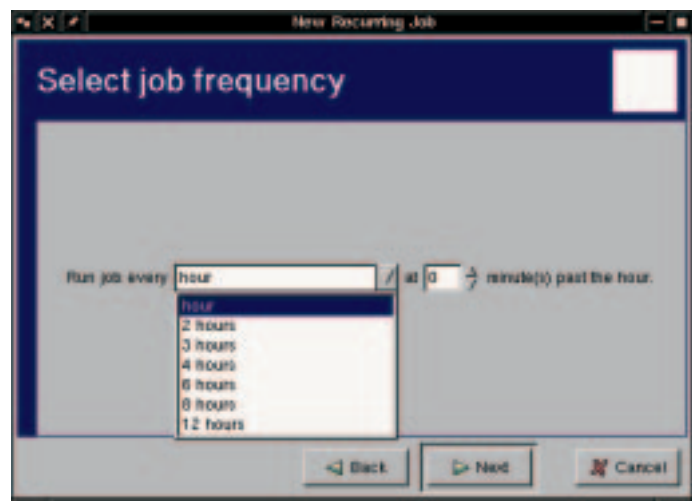 New Recurring Job
Select job frequency
Run job every hour at 0 minute(s) past the hour.
hour
2 hours
3 hours
4 hours
6 hours
8 hours
12 hours
Back Next Cancel